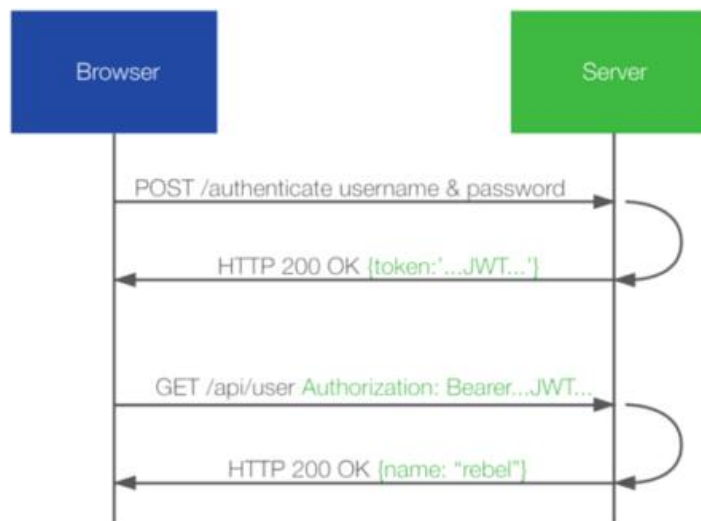 Browser
Server
POST /authenticate username & password
HTTP 200 OK {token:'...JWT...'}
GET /api/user Authorization: Bearer...JWT...
HTTP 200 OK {name: “rebel”}